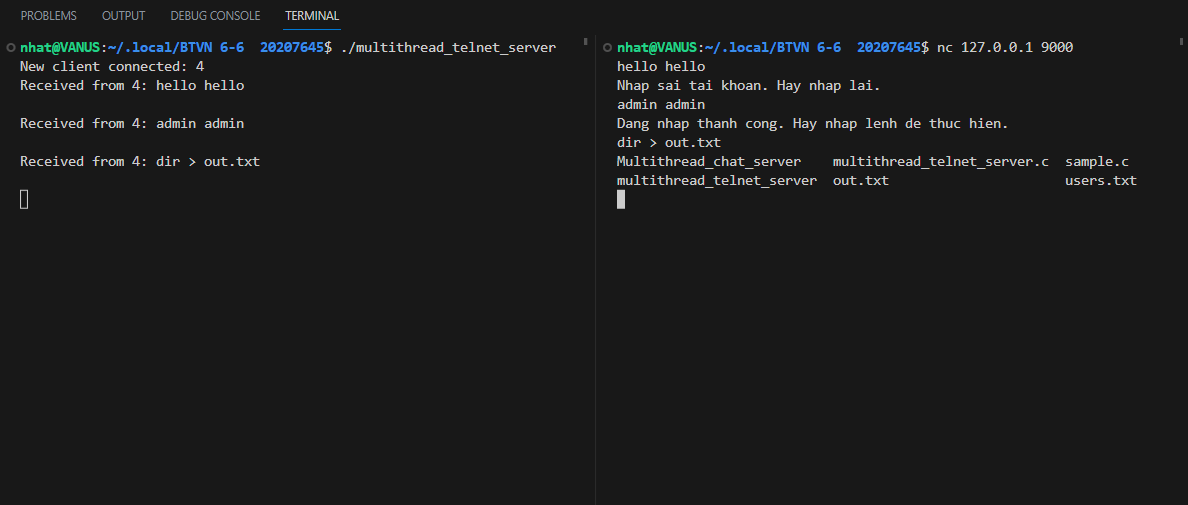 PROBLEMS OUTPUT DEBUG CONSOLE TERMINAL
nhat@VANUS:~/.local/BTVN 6-6  20207645$ ./multithread_telnet_server
New client connected: 4
Received from 4: hello hello
Received from 4: admin admin
Received from 4: dir > out.txt
nhat@VANUS:~/.local/BTVN 6-6  20207645$ nc 127.0.0.1 9000
hello hello
Nhap sai tai khoan. Hay nhap lai.
admin admin
Dang nhap thanh cong. Hay nhap lenh de thuc hien.
dir > out.txt
Multithread_chat_server    multithread_telnet_server.c  sample.c
multithread_telnet_server  out.txt                      users.txt